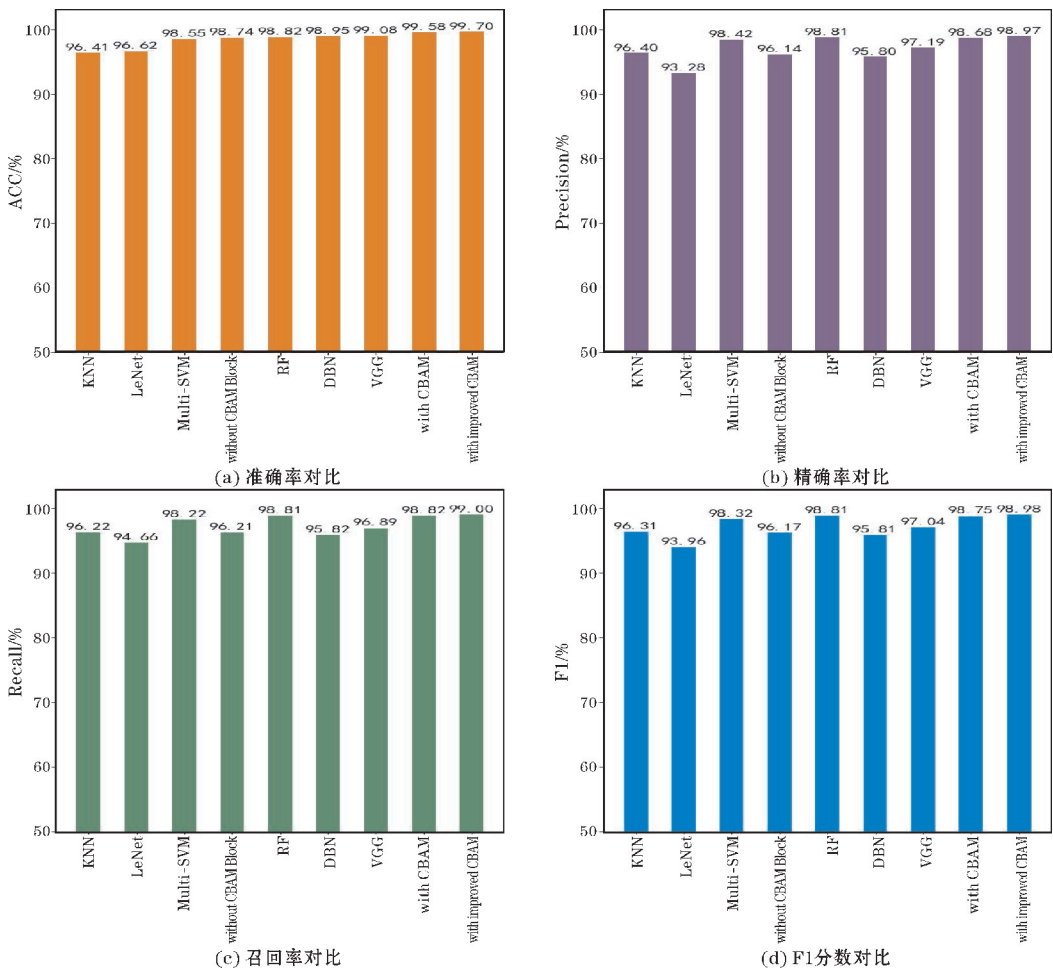 100
90
80
70
60
50
ACC/%
96.41
96.62
98.55
98.74
98.82
98.95
99.08
99.58
99.70
KNN
LeNet
Multi-SVM
without CBAM Block
RF
DBN
VGG
with CBAM
with improved CBAM
(a) 准确率对比
100
90
80
70
60
50
Precision/%
96.40
93.28
98.42
96.14
98.81
95.80
97.19
98.68
98.97
KNN
LeNet
Multi-SVM
without CBAM Block
RF
DBN
VGG
with CBAM
with improved CBAM
(b) 精确率对比
100
90
80
70
60
50
Recall/%
96.22
94.66
98.22
96.21
98.81
95.82
96.89
98.82
99.00
KNN
LeNet
Multi-SVM
without CBAM Block
RF
DBN
VGG
with CBAM
with improved CBAM
(c) 召回率对比
100
90
80
70
60
50
F1/%
96.31
93.96
98.32
96.17
98.81
95.81
97.04
98.75
98.98
KNN
LeNet
Multi-SVM
without CBAM Block
RF
DBN
VGG
with CBAM
with improved CBAM
(d) F1分数对比